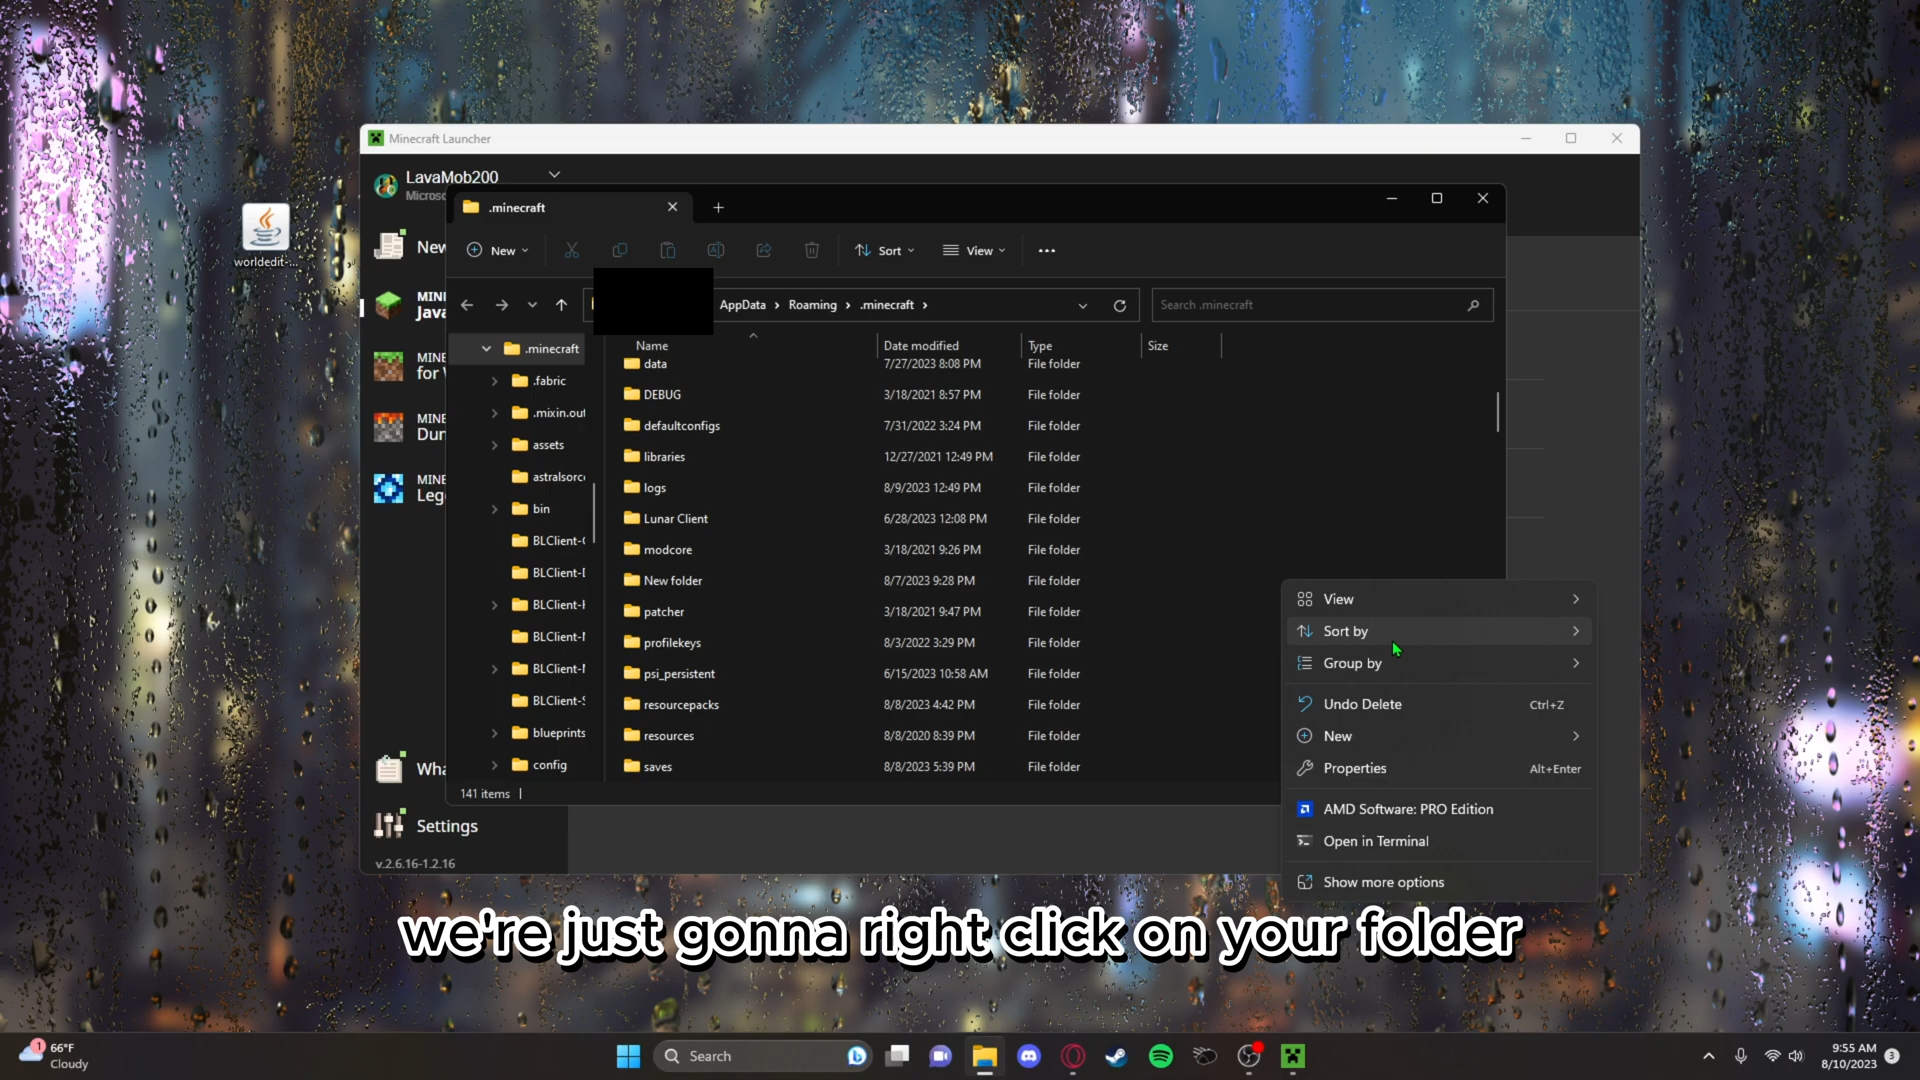 Minecraft Launcher
LavaMob200
Microso
.minecraft
worldedit-...
New
New
Sort
View
MINE
Java
AppData > Roaming > .minecraft >
Search .minecraft
Name
Date modified
Type
Size
.minecraft
data 7/27/2023 8:08 PM File folder
.fabric
DEBUG 3/18/2021 8:57 PM File folder
MINE
for W
.mixin.out
defaultconfigs 7/31/2022 3:24 PM File folder
MINE
Dun
assets
libraries 12/27/2021 12:49 PM File folder
astralsorce
logs 8/9/2023 12:49 PM File folder
MINE
Lege
bin
Lunar Client 6/28/2023 12:08 PM File folder
BLClient-
modcore 3/18/2021 9:26 PM File folder
BLClient-
New folder 8/7/2023 9:28 PM File folder
BLClient-
patcher 3/18/2021 9:47 PM File folder
BLClient-
profilekeys 8/3/2022 3:29 PM File folder
BLClient-
psi_persistent 6/15/2023 10:58 AM File folder
BLClient-
resourcepacks 8/8/2023 4:42 PM File folder
blueprints
resources 8/8/2020 8:39 PM File folder
config
saves 8/8/2023 5:39 PM File folder
141 items
Wha
Settings
v.2.6.16-1.2.16
View
Sort by
Group by
Undo Delete Ctrl+Z
New
Properties Alt+Enter
AMD Software: PRO Edition
Open in Terminal
Show more options
we're just gonna right click on your folder
1
66°F
Cloudy
Search
9:55 AM
8/10/2023
3